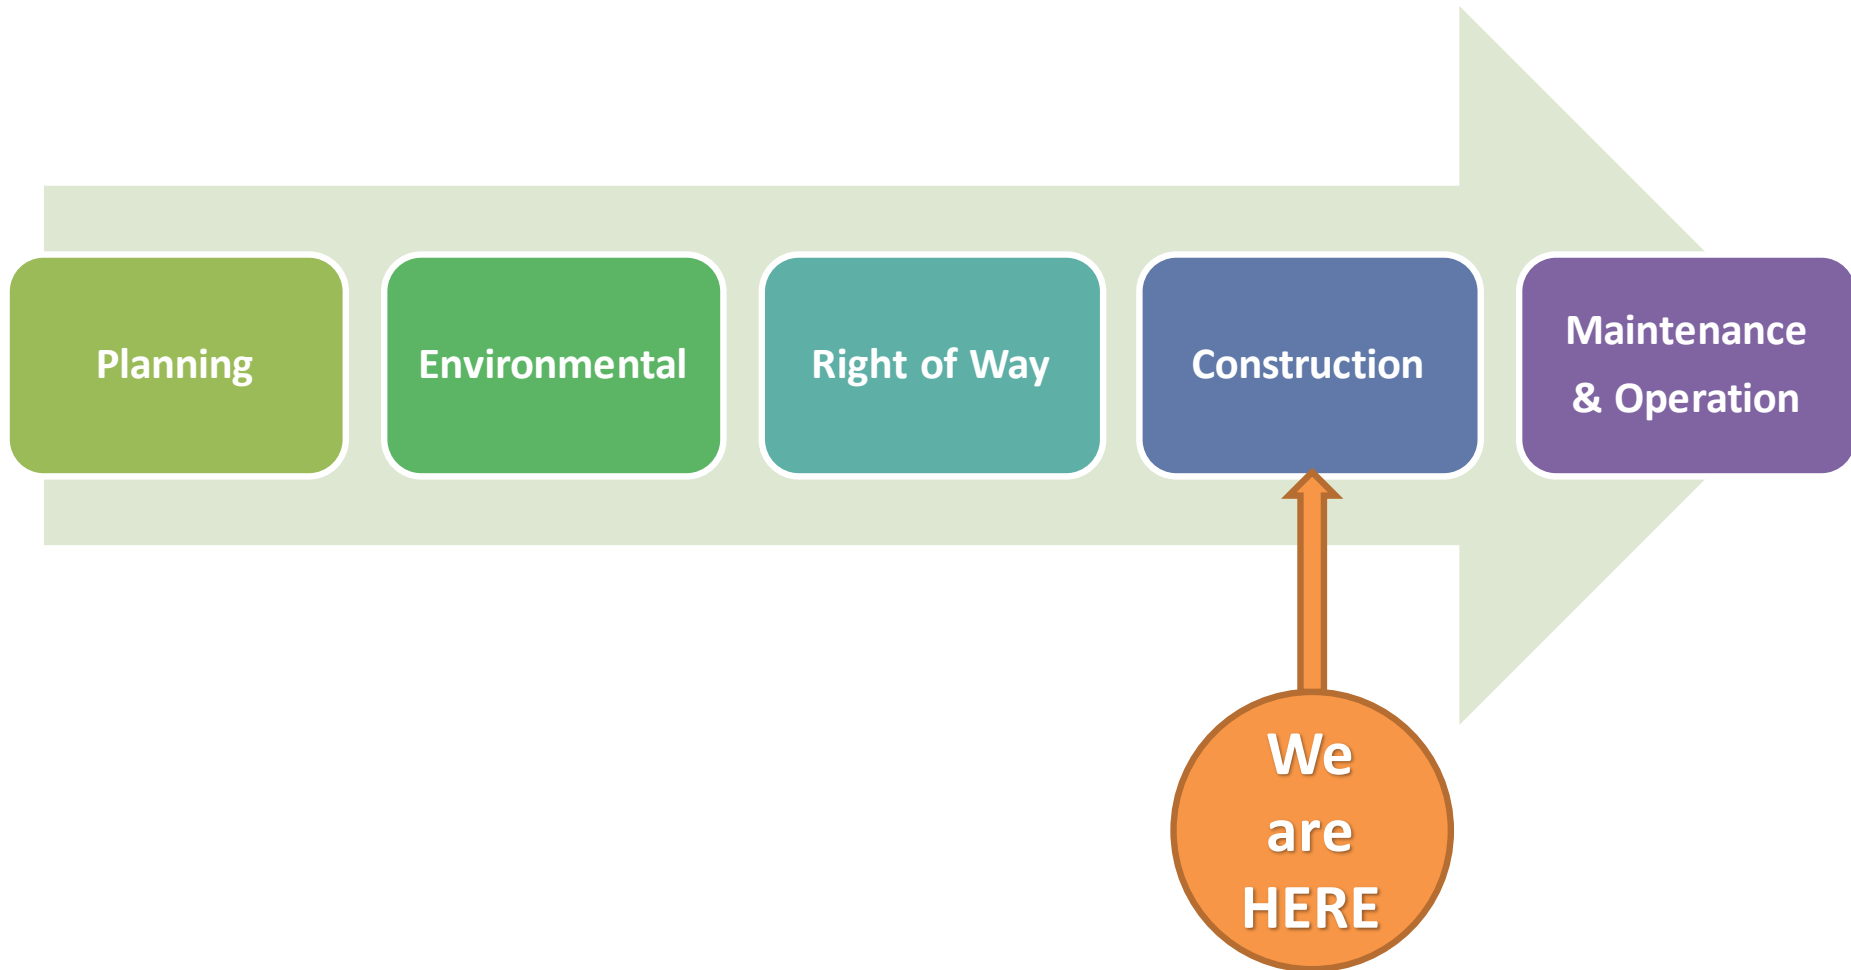 Planning
Environmental
Right of Way
Construction
Maintenance
& Operation
We
are
HERE